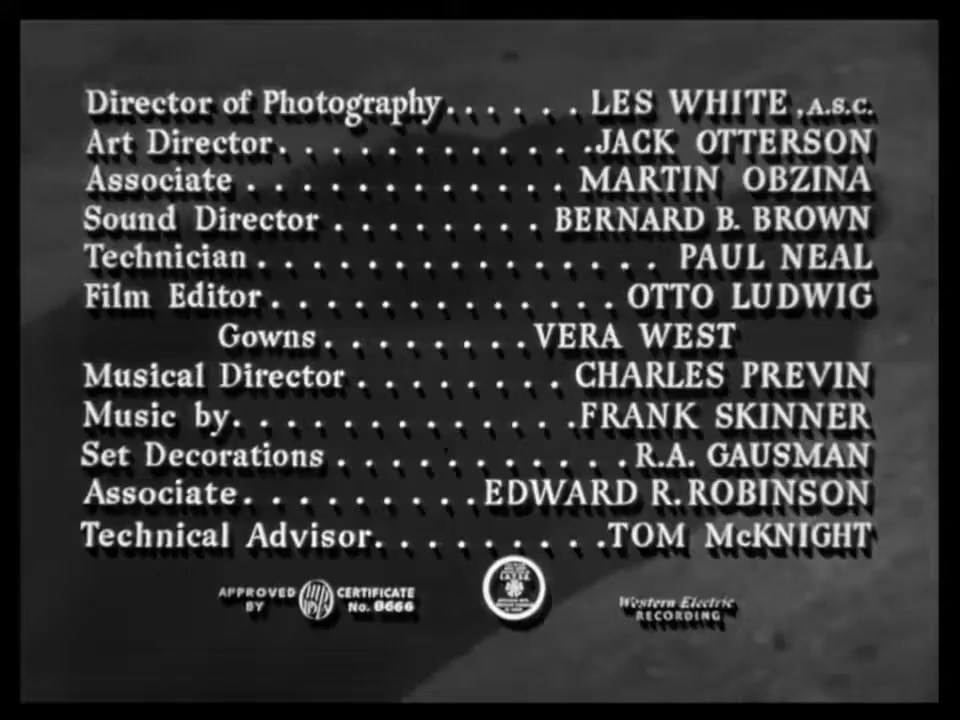 Director of Photography. . . . . . LES WHITE, A.S.C.
Art Director. . . . . . . . . . . . .JACK OTTERSON
Associate . . . . . . . . . . . . MARTIN OBZINA
Sound Director . . . . . . . . BERNARD B. BROWN
Technician . . . . . . . . . . . . . . . PAUL NEAL
Film Editor . . . . . . . . . . . . . OTTO LUDWIG
Gowns . . . . . . . . VERA WEST
Musical Director . . . . . . . . CHARLES PREVIN
Music by. . . . . . . . . . . . . .FRANK SKINNER
Set Decorations . . . . . . . . . . . R.A. GAUSMAN
Associate. . . . . . . . . EDWARD R. ROBINSON
Technical Advisor. . . . . . . . . .TOM McKNIGHT
APPROVED BY
CERTIFICATE No. 8666
I.A.T.S.E.
Western Electric
RECORDING